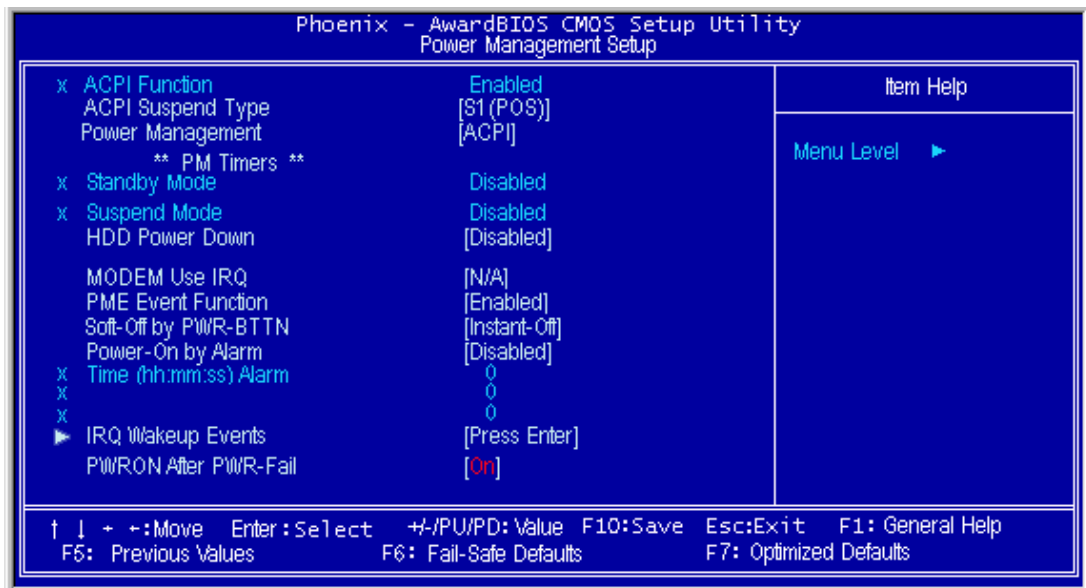 Phoenix - AwardBIOS CMOS Setup Utility
Power Management Setup
x ACPI Function Enabled
ACPI Suspend Type [S1(POS)]
Power Management [ACPI]
** PM Timers **
x Standby Mode Disabled
x Suspend Mode Disabled
HDD Power Down [Disabled]
MODEM Use IRQ [N/A]
PME Event Function [Enabled]
Soft-Off by PWR-BTTN [Instant-Off]
Power-On by Alarm [Disabled]
x Time (hh:mm:ss) Alarm 0
x 0
x 0
► IRQ Wakeup Events [Press Enter]
PWRON After PWR-Fail [On]
Item Help
Menu Level ►
↑ ↓ + +:Move Enter:Select +/-/PU/PD: Value F10:Save Esc:Exit F1: General Help
F5: Previous Values F6: Fail-Safe Defaults F7: Optimized Defaults